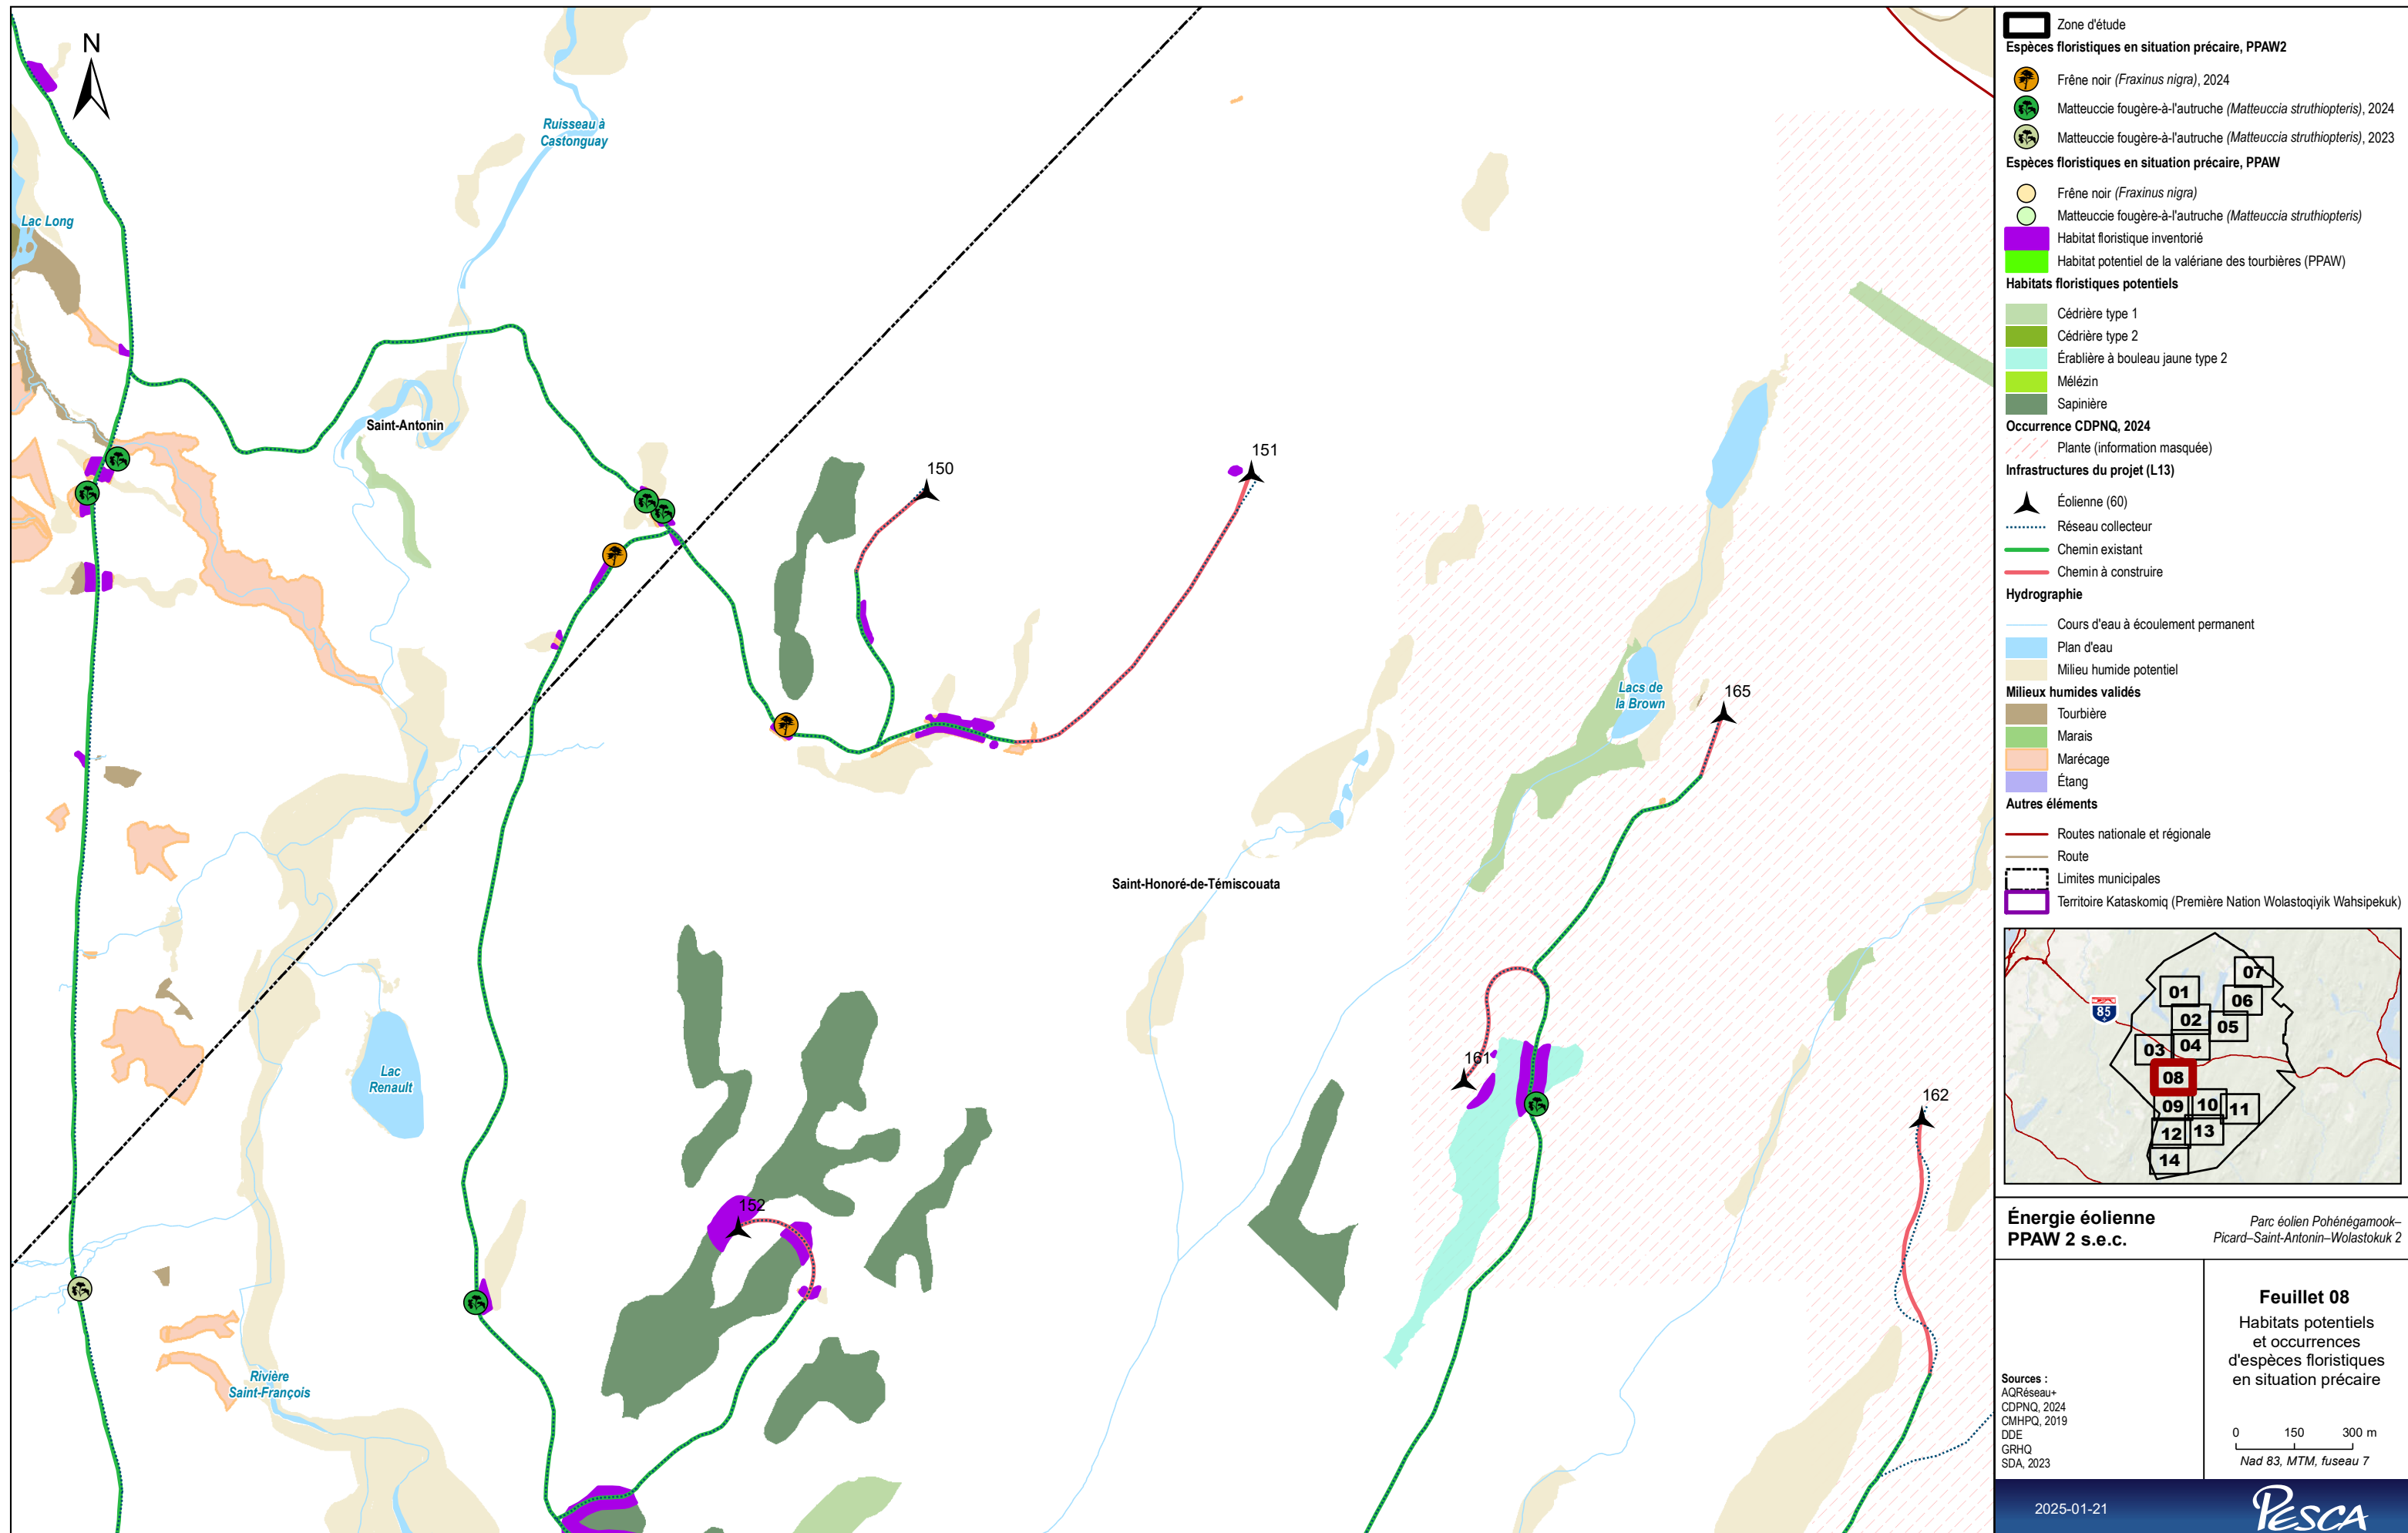 N
Ruisseau à
Castonguay
Lac Long
Saint-Antonin
150
151
Lacs de
la Brown
165
Saint-Honoré-de-Témiscouata
Lac
Renault
161
162
152
Rivière
Saint-François
Zone d'étude
Espèces floristiques en situation précaire, PPAW2
Frêne noir (Fraxinus nigra), 2024
Matteuccie fougère-à-l'autruche (Matteuccia struthiopteris), 2024
Matteuccie fougère-à-l'autruche (Matteuccia struthiopteris), 2023
Espèces floristiques en situation précaire, PPAW
Frêne noir (Fraxinus nigra)
Matteuccie fougère-à-l'autruche (Matteuccia struthiopteris)
Habitat floristique inventorié
Habitat potentiel de la valériane des tourbières (PPAW)
Habitats floristiques potentiels
Cédrière type 1
Cédrière type 2
Érablière à bouleau jaune type 2
Mélézin
Sapinière
Occurrence CDPNQ, 2024
Plante (information masquée)
Infrastructures du projet (L13)
Éolienne (60)
Réseau collecteur
Chemin existant
Chemin à construire
Hydrographie
Cours d'eau à écoulement permanent
Plan d'eau
Milieu humide potentiel
Milieux humides validés
Tourbière
Marais
Marécage
Étang
Autres éléments
Routes nationale et régionale
Route
Limites municipales
Territoire Kataskomiq (Première Nation Wolastoqiyik Wahsipekuk)
07
01
06
85
02
05
03
04
08
09
10
11
12
13
14
Énergie éolienne
PPAW 2 s.e.c.
Parc éolien Pohénégamook–
Picard–Saint-Antonin–Wolastokuk 2
Feuillet 08
Habitats potentiels
et occurrences
d'espèces floristiques
en situation précaire
Sources :
AQRéseau+
CDPNQ, 2024
CMHPQ, 2019
DDE
GRHQ
SDA, 2023
0 150 300 m
Nad 83, MTM, fuseau 7
2025-01-21
PESCA